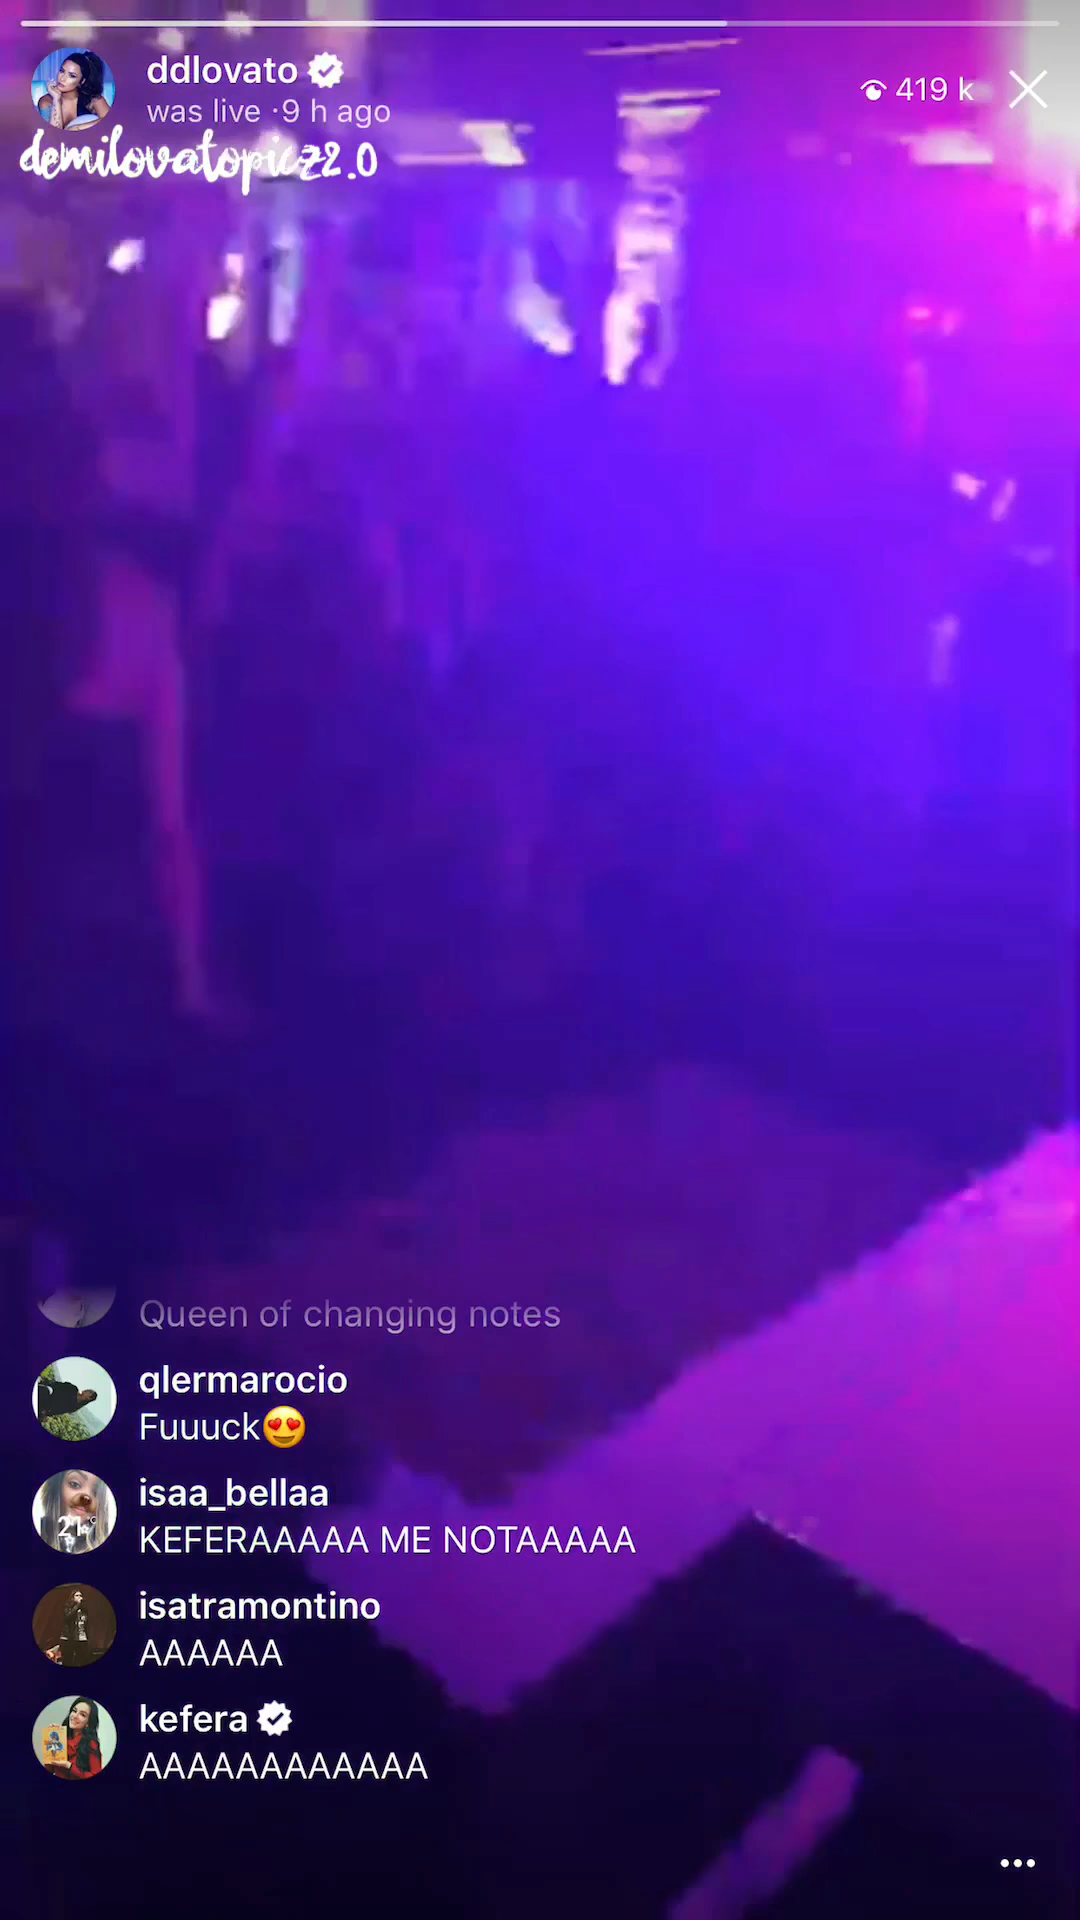 ddlovato
was live · 9 h ago
419 k
demilovatopicz2.0
Queen of changing notes
qlermarocio
Fuuuck😍
isaa_bellaa
KEFERAAAAA ME NOTAAAAA
isatramontino
AAAAAA
kefera
AAAAAAAAAAAA